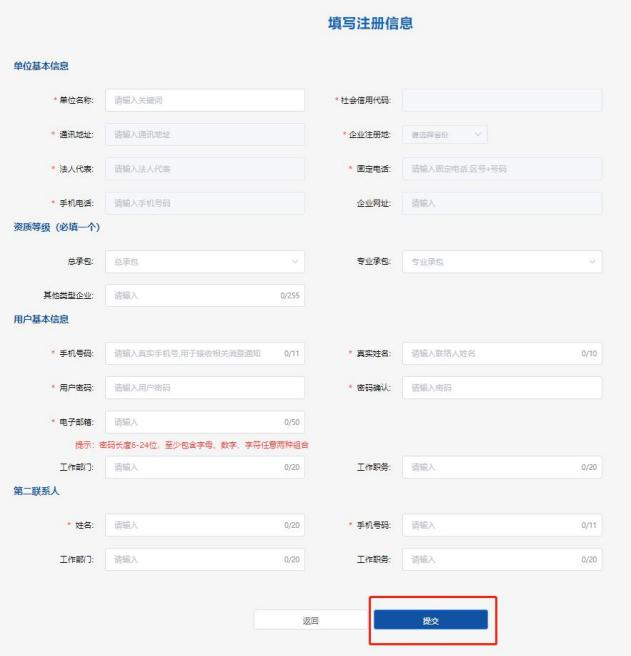 填写注册信息
单位基本信息
* 单位名称: 请输入关键词 * 社会信用代码:
* 通讯地址: 请输入通讯地址 * 企业注册地: 请选择省份
* 法人代表: 请输入法人代表 * 固定电话: 请输入固定电话,区号+号码
* 手机电话: 请输入手机号码 企业网址: 请输入
资质等级（必填一个）
总承包: 总承包 专业承包: 专业承包
其他类型企业: 请输入 0/255
用户基本信息
* 手机号码: 请输入真实手机号,用于接收相关消息通知 0/11 * 真实姓名: 请输入联系人姓名 0/10
* 用户密码: 请输入用户密码 * 密码确认: 请输入密码
* 电子邮箱: 请输入 0/50
提示: 密码长度6-24位、至少包含字母、数字、字符任意两种组合
工作部门: 请输入 0/20 工作职务: 请输入 0/20
第二联系人
* 姓名: 请输入 0/20 * 手机号码: 请输入 0/11
工作部门: 请输入 0/20 工作职务: 请输入 0/20
返回 提交